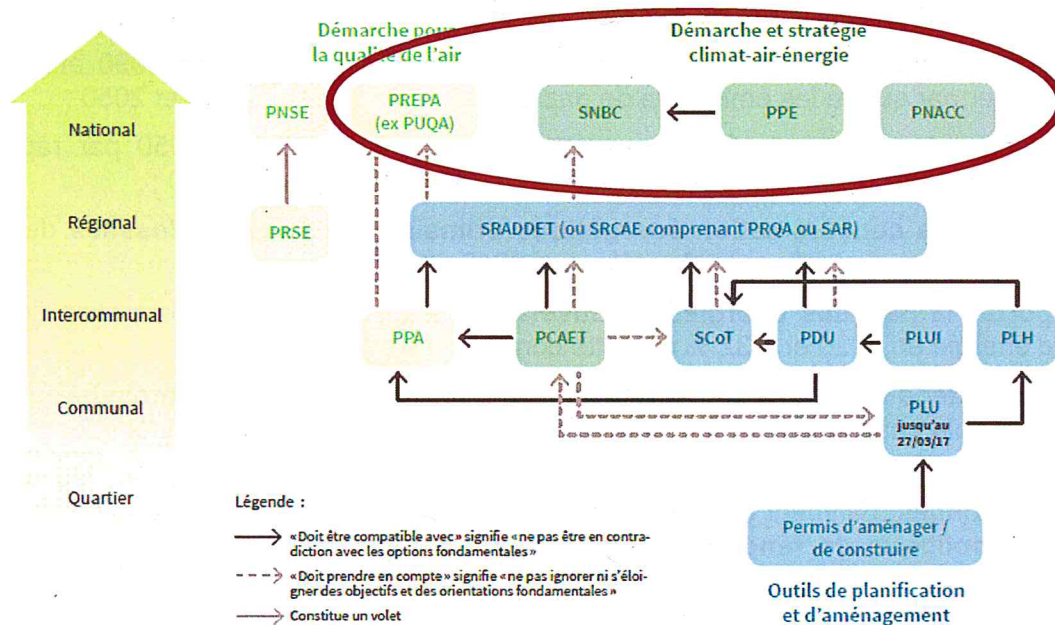 Démarche pour
la qualité de l'air
Démarche et stratégie
climat-air-énergie
National
PNSE
PREPA
(ex PUQA)
SNBC
PPE
PNACC
Régional
PRSE
SRADDET (ou SRCAE comprenant PRQA ou SAR)
Intercommunal
PPA
PCAET
SCoT
PDU
PLUI
PLH
Communal
PLU
jusqu'au
27/03/17
Quartier
Permis d'aménager /
de construire
Outils de planification
et d'aménagement
Légende :
«Doit être compatible avec» signifie «ne pas être en contra-
diction avec les options fondamentales»
«Doit prendre en compte» signifie «ne pas ignorer ni s'éloi-
gner des objectifs et des orientations fondamentales»
Constitue un volet